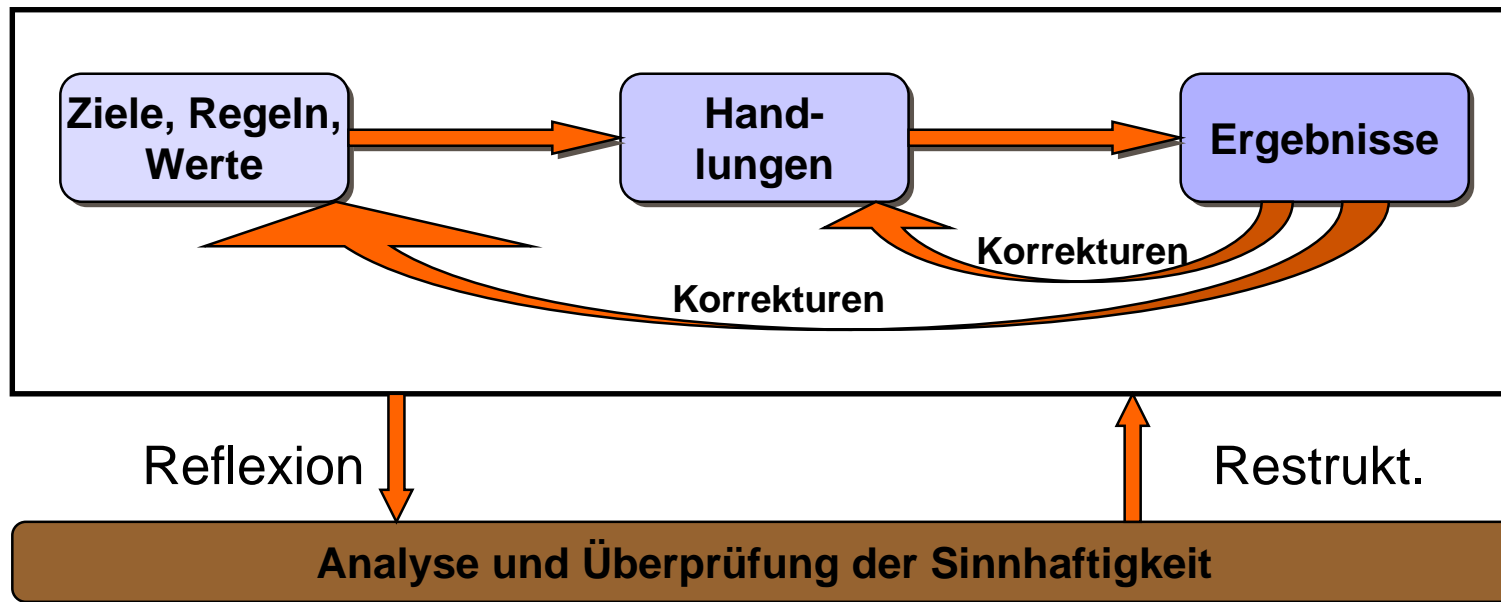 Ziele, Regeln,
Werte
Hand-
lungen
Ergebnisse
Korrekturen
Korrekturen
Reflexion
Restrukt.
Analyse und Überprüfung der Sinnhaftigkeit